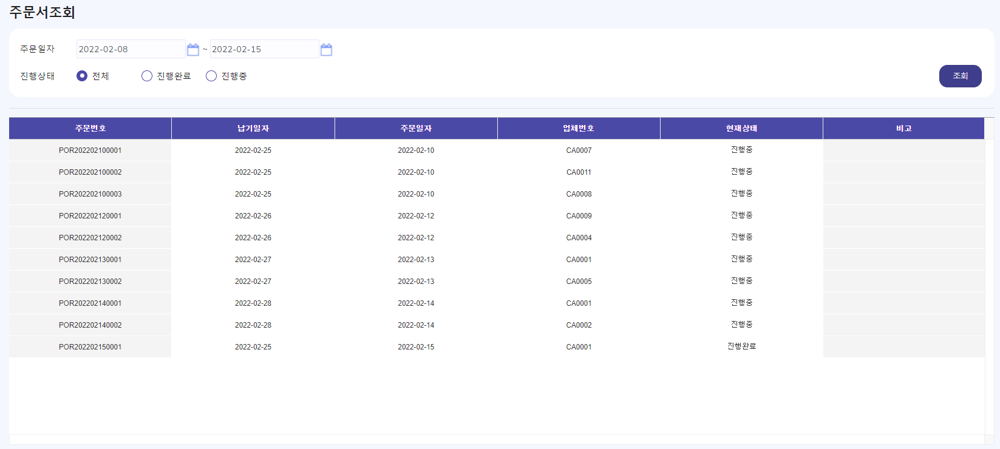 주문서조회
주문일자 2022-02-08 ~ 2022-02-15
진행상태 전체 진행완료 진행중 조회
주문번호 납기일자 주문일자 업체번호 현재상태 비고
POR202202100001 2022-02-25 2022-02-10 CA0007 진행중
POR202202100002 2022-02-25 2022-02-10 CA0011 진행중
POR202202100003 2022-02-25 2022-02-10 CA0008 진행중
POR202202120001 2022-02-26 2022-02-12 CA0009 진행중
POR202202120002 2022-02-26 2022-02-12 CA0004 진행중
POR202202130001 2022-02-27 2022-02-13 CA0001 진행중
POR202202130002 2022-02-27 2022-02-13 CA0005 진행중
POR202202140001 2022-02-28 2022-02-14 CA0001 진행중
POR202202140002 2022-02-28 2022-02-14 CA0002 진행중
POR202202150001 2022-02-25 2022-02-15 CA0001 진행완료